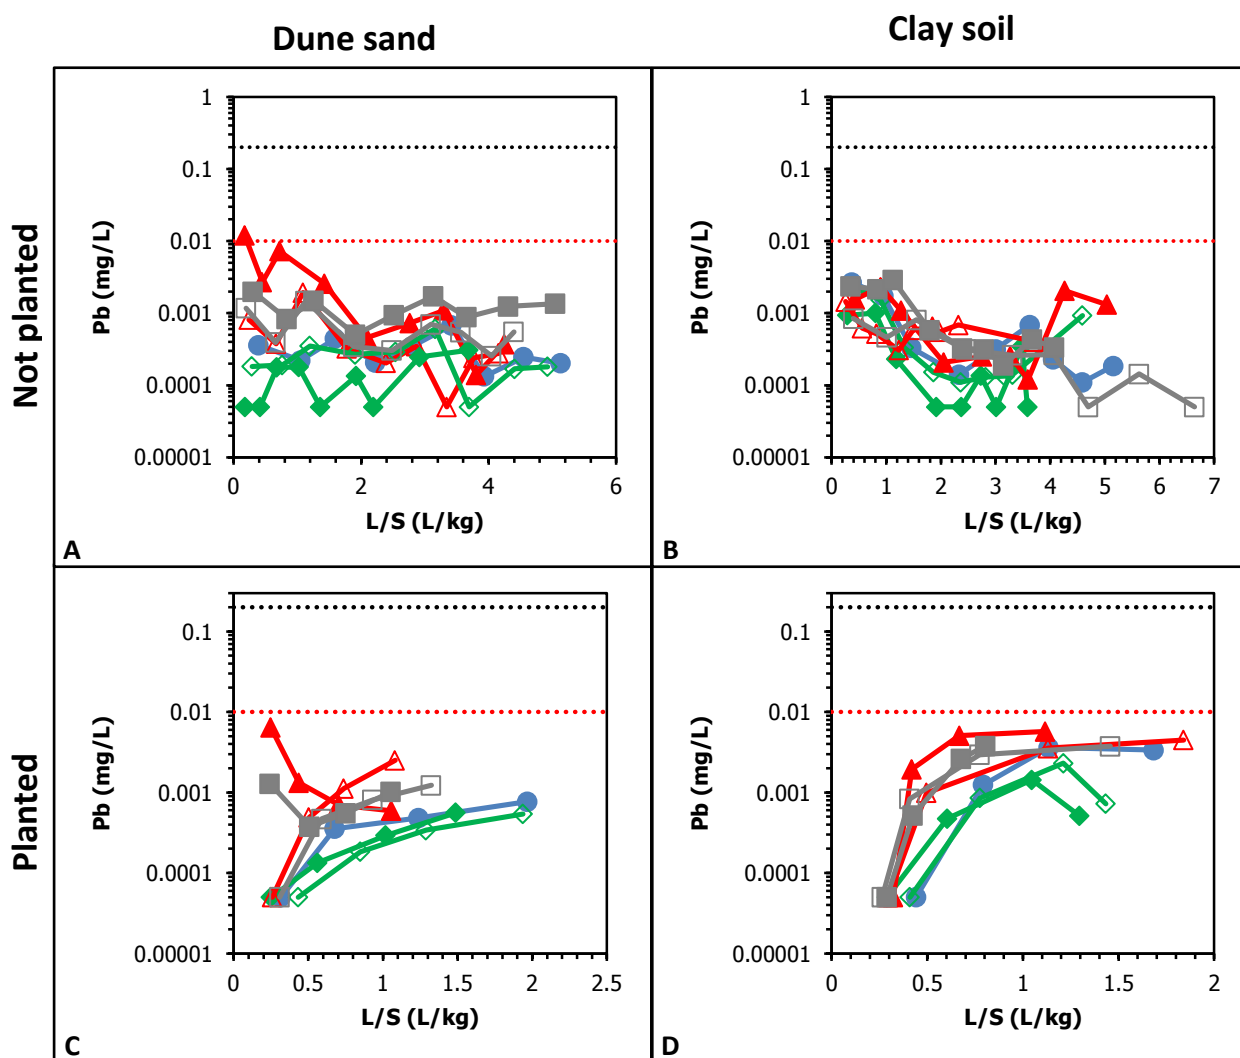 Dune sand
Clay soil
Not planted
Planted
1
0.1
0.01
0.001
0.0001
0.00001
Pb (mg/L)
0 2 4 6
L/S (L/kg)
A
1
0.1
0.01
0.001
0.0001
0.00001
Pb (mg/L)
0 1 2 3 4 5 6 7
L/S (L/kg)
B
0.1
0.01
0.001
0.0001
0.00001
Pb (mg/L)
0 0.5 1 1.5 2 2.5
L/S (L/kg)
C
0.1
0.01
0.001
0.0001
0.00001
Pb (mg/L)
0 0.5 1 1.5 2
L/S (L/kg)
D